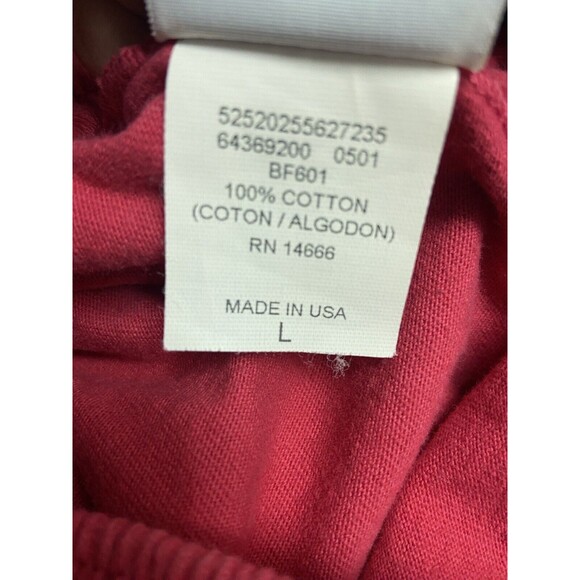 52520255627235
64369200 0501
BF601
100% COTTON
(COTON / ALGODON)
RN 14666
MADE IN USA
L